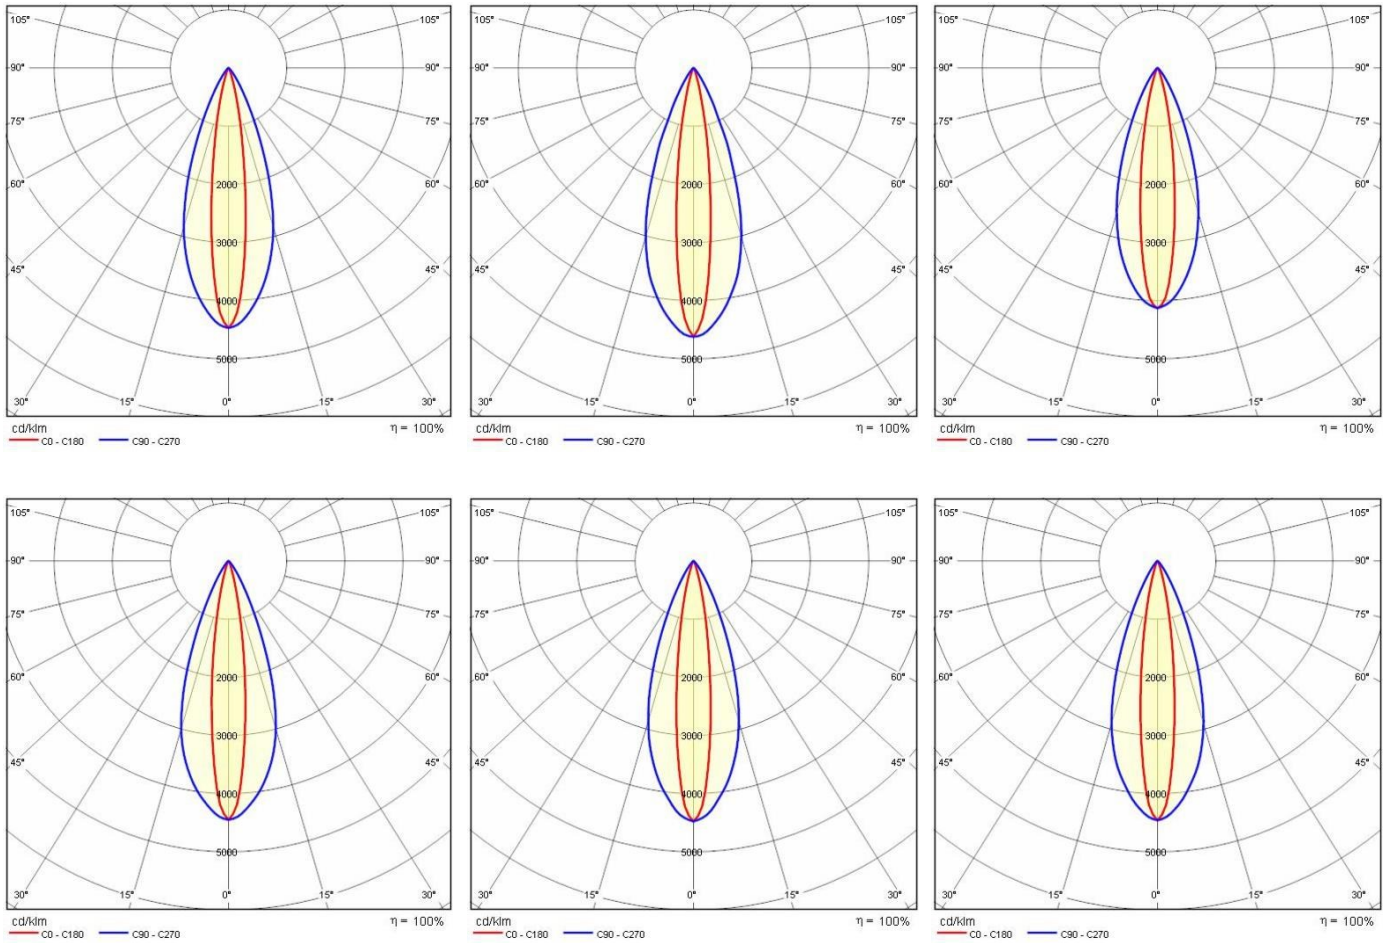 105° 105° 105° 105° 105° 105°
90° 90° 90° 90° 90° 90°
75° 75° 75° 75° 75° 75°
60° 2000 60° 60° 2000 60° 60° 2000 60°
3000 3000 3000
45° 45° 45° 45° 45° 45°
4000 4000 4000
5000 5000 5000
30° 15° 0° 15° 30° 30° 15° 0° 15° 30° 30° 15° 0° 15° 30°
cd/klm η = 100% cd/klm η = 100% cd/klm η = 100%
C0 - C180 C90 - C270 C0 - C180 C90 - C270 C0 - C180 C90 - C270
105° 105° 105° 105° 105° 105°
90° 90° 90° 90° 90° 90°
75° 75° 75° 75° 75° 75°
60° 2000 60° 60° 2000 60° 60° 2000 60°
3000 3000 3000
45° 45° 45° 45° 45° 45°
4000 4000 4000
5000 5000 5000
30° 15° 0° 15° 30° 30° 15° 0° 15° 30° 30° 15° 0° 15° 30°
cd/klm η = 100% cd/klm η = 100% cd/klm η = 100%
C0 - C180 C90 - C270 C0 - C180 C90 - C270 C0 - C180 C90 - C270